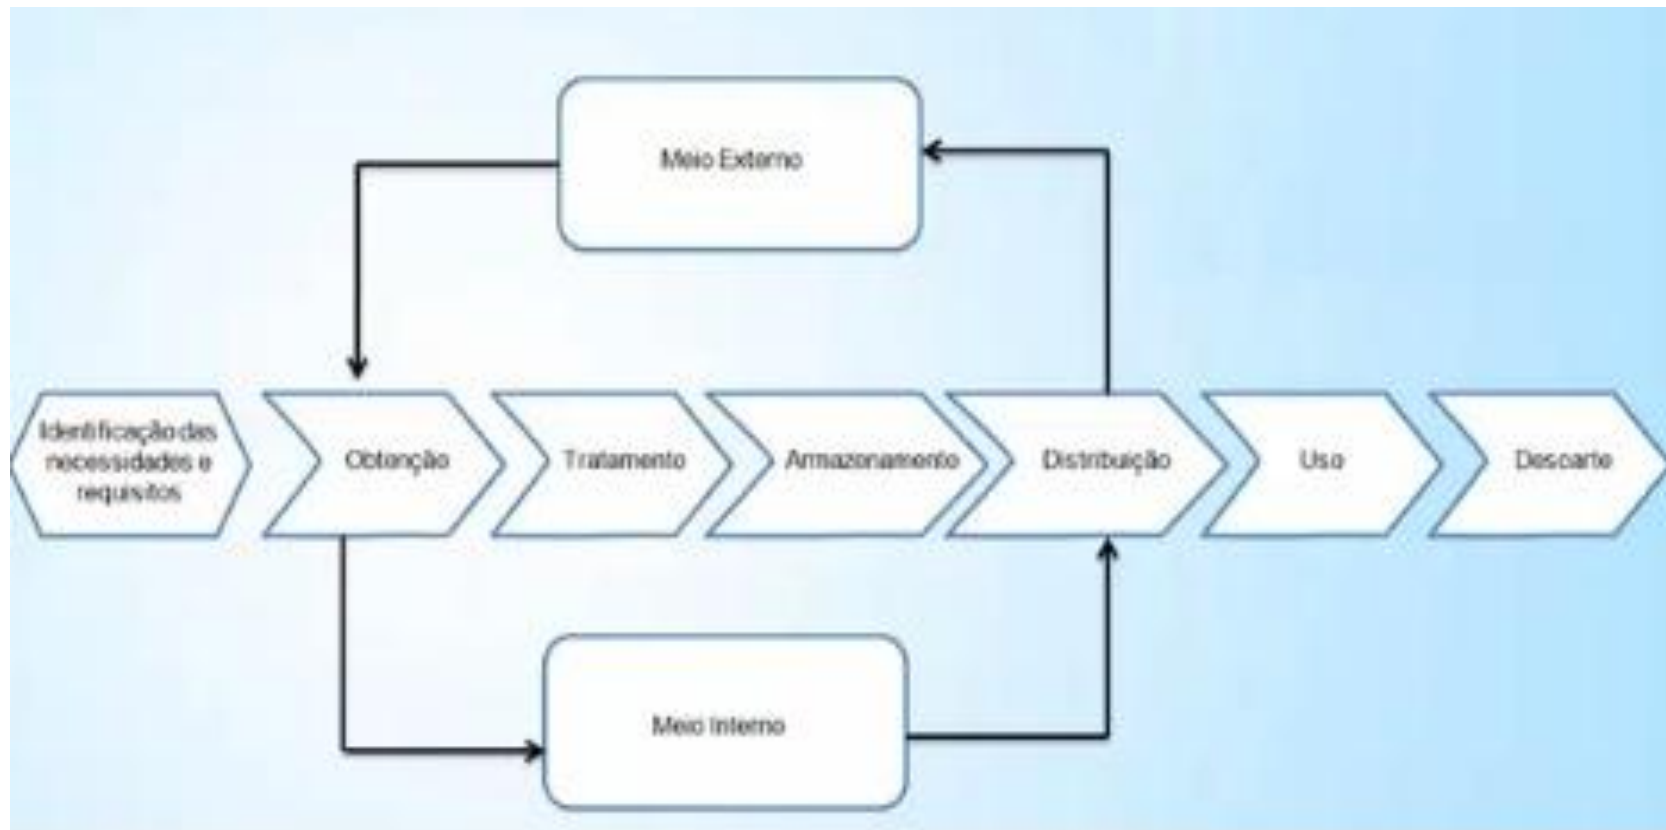 Meio Externo
Identificação das
necessidades e
requisitos
Obtenção
Tratamento
Armazenamento
Distribuição
Uso
Descarte
Meio Interno